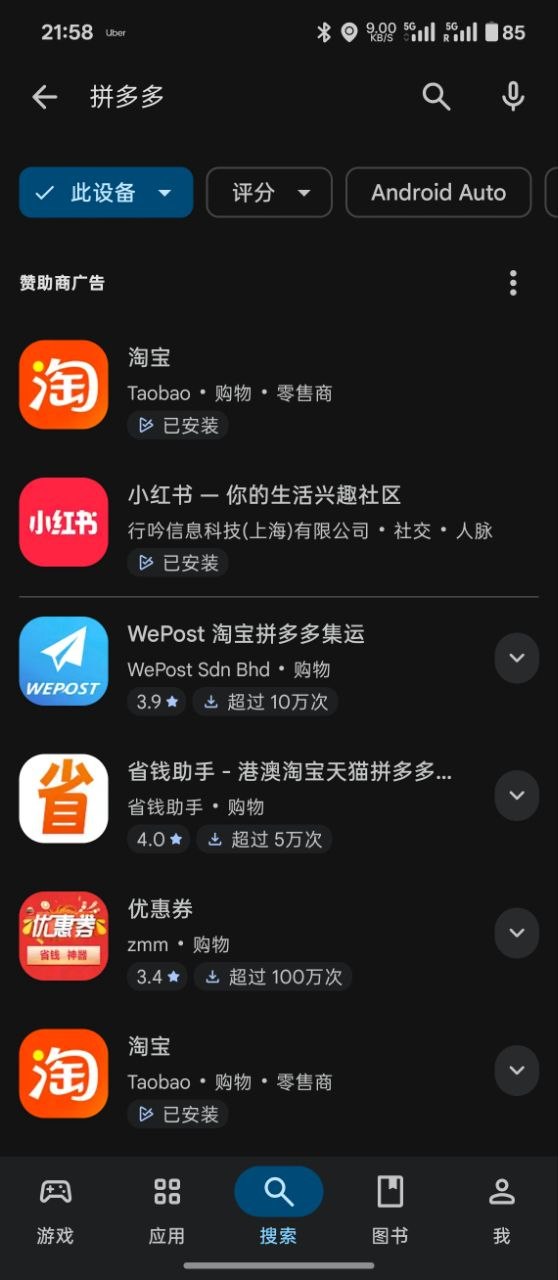 21:58 Uber 9.00 KB/S 5G 5G R 85
拼多多
此设备 评分 Android Auto
赞助商广告
淘
淘宝
Taobao • 购物 • 零售商
已安装
小红书
小红书 — 你的生活兴趣社区
行吟信息科技(上海)有限公司 • 社交 • 人脉
已安装
WEPOST
WePost 淘宝拼多多集运
WePost Sdn Bhd • 购物
3.9 超过 10万次
省
省钱助手 - 港澳淘宝天猫拼多多...
省钱助手 • 购物
4.0 超过 5万次
优惠券
省钱 神器
优惠券
zmm • 购物
3.4 超过 100万次
淘
淘宝
Taobao • 购物 • 零售商
已安装
游戏 应用 搜索 图书 我